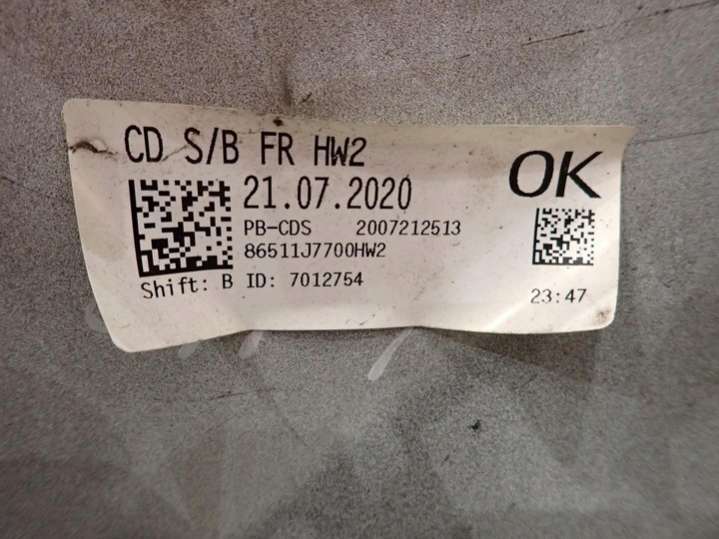 CD S/B FR HW2
OK
21.07.2020
PB-CDS 2007212513
86511J7700HW2
Shift: B ID: 7012754
23:47